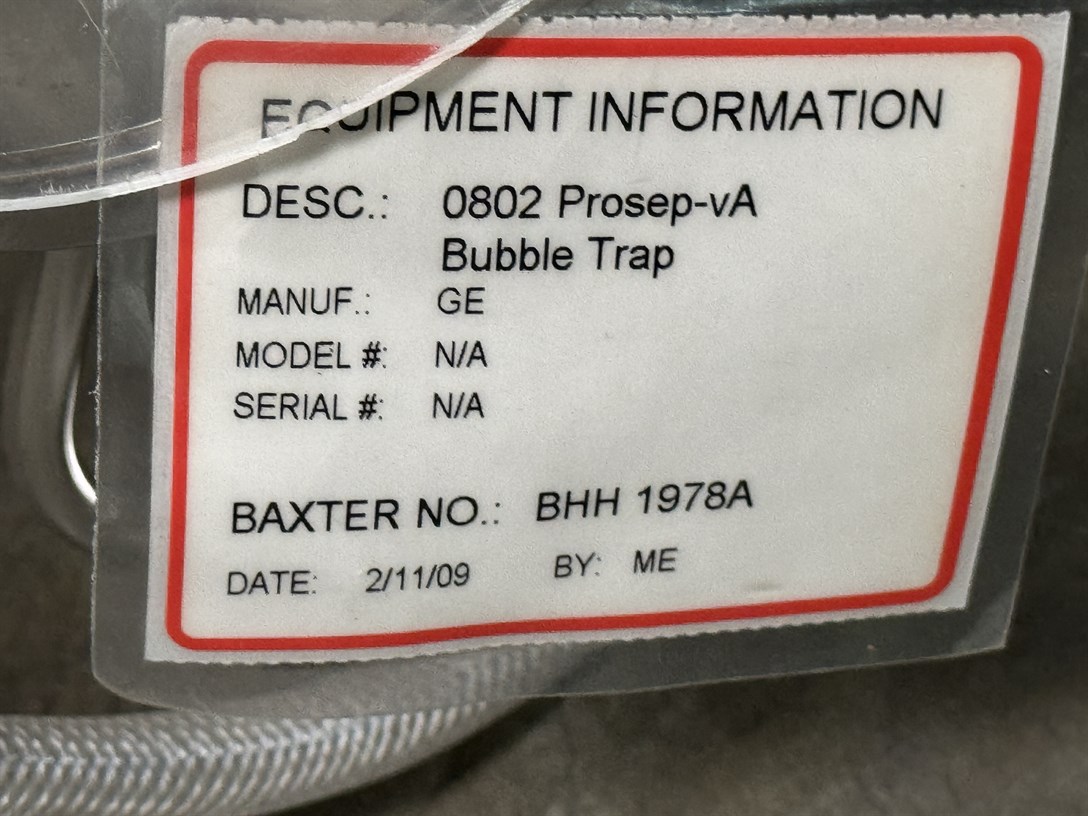 EQUIPMENT INFORMATION
DESC.: 0802 Prosep-vA
Bubble Trap
MANUF.: GE
MODEL #: N/A
SERIAL #: N/A
BAXTER NO.: BHH 1978A
DATE: 2/11/09 BY: ME